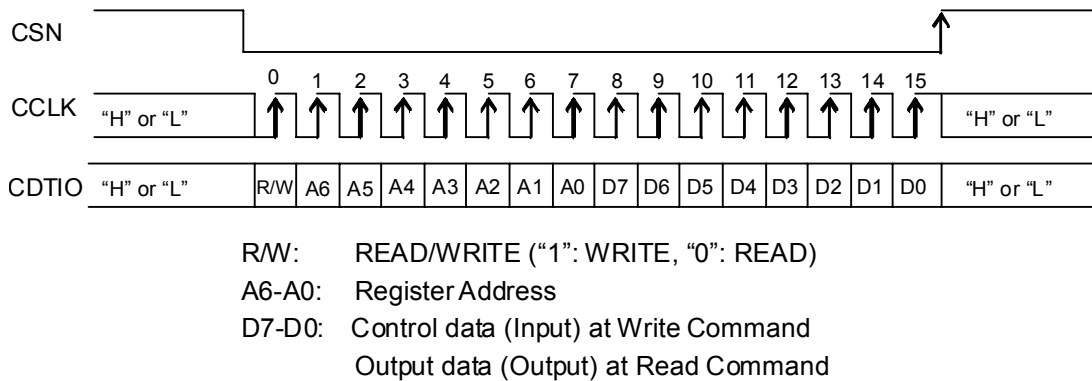 CSN
0 1 2 3 4 5 6 7 8 9 10 11 12 13 14 15
CCLK “H” or “L” “H” or “L”
CDTIO “H” or “L” R/W A6 A5 A4 A3 A2 A1 A0 D7 D6 D5 D4 D3 D2 D1 D0 “H” or “L”
R/W: READ/WRITE (“1”: WRITE, “0”: READ)
A6-A0: Register Address
D7-D0: Control data (Input) at Write Command
Output data (Output) at Read Command